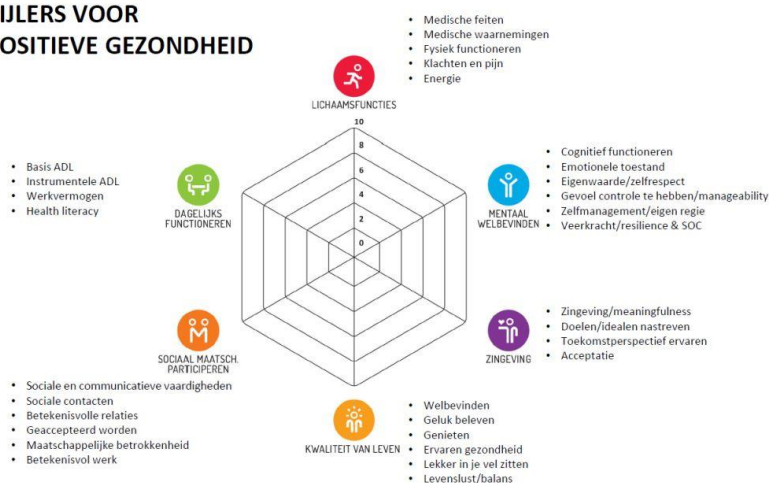 IJLERS VOOR
OSITIEVE GEZONDHEID
• Medische feiten
• Medische waarnemingen
• Fysiek functioneren
• Klachten en pijn
• Energie
LICHAAMSFUNCTIES
10
8
6
4
2
0
• Cognitief functioneren
• Emotionele toestand
• Eigenwaarde/zelfrespect
• Gevoel controle te hebben/manageability
• Zelfmanagement/eigen regie
• Veerkracht/resilience & SOC
MENTAAL
WELBEVINDEN
• Zingeving/meaningfulness
• Doelen/idealen nastreven
• Toekomstperspectief ervaren
• Acceptatie
ZINGEVING
• Welbevinden
• Geluk beleven
• Genieten
• Ervaren gezondheid
• Lekker in je vel zitten
• Levenslust/balans
KWALITEIT VAN LEVEN
SOCIAAL MAATSCH.
PARTICIPEREN
• Sociale en communicatieve vaardigheden
• Sociale contacten
• Betekenisvolle relaties
• Geaccepteerd worden
• Maatschappelijke betrokkenheid
• Betekenisvol werk
• Basis ADL
• Instrumentele ADL
• Werkvermogen
• Health literacy
DAGELIJKS
FUNCTIONEREN